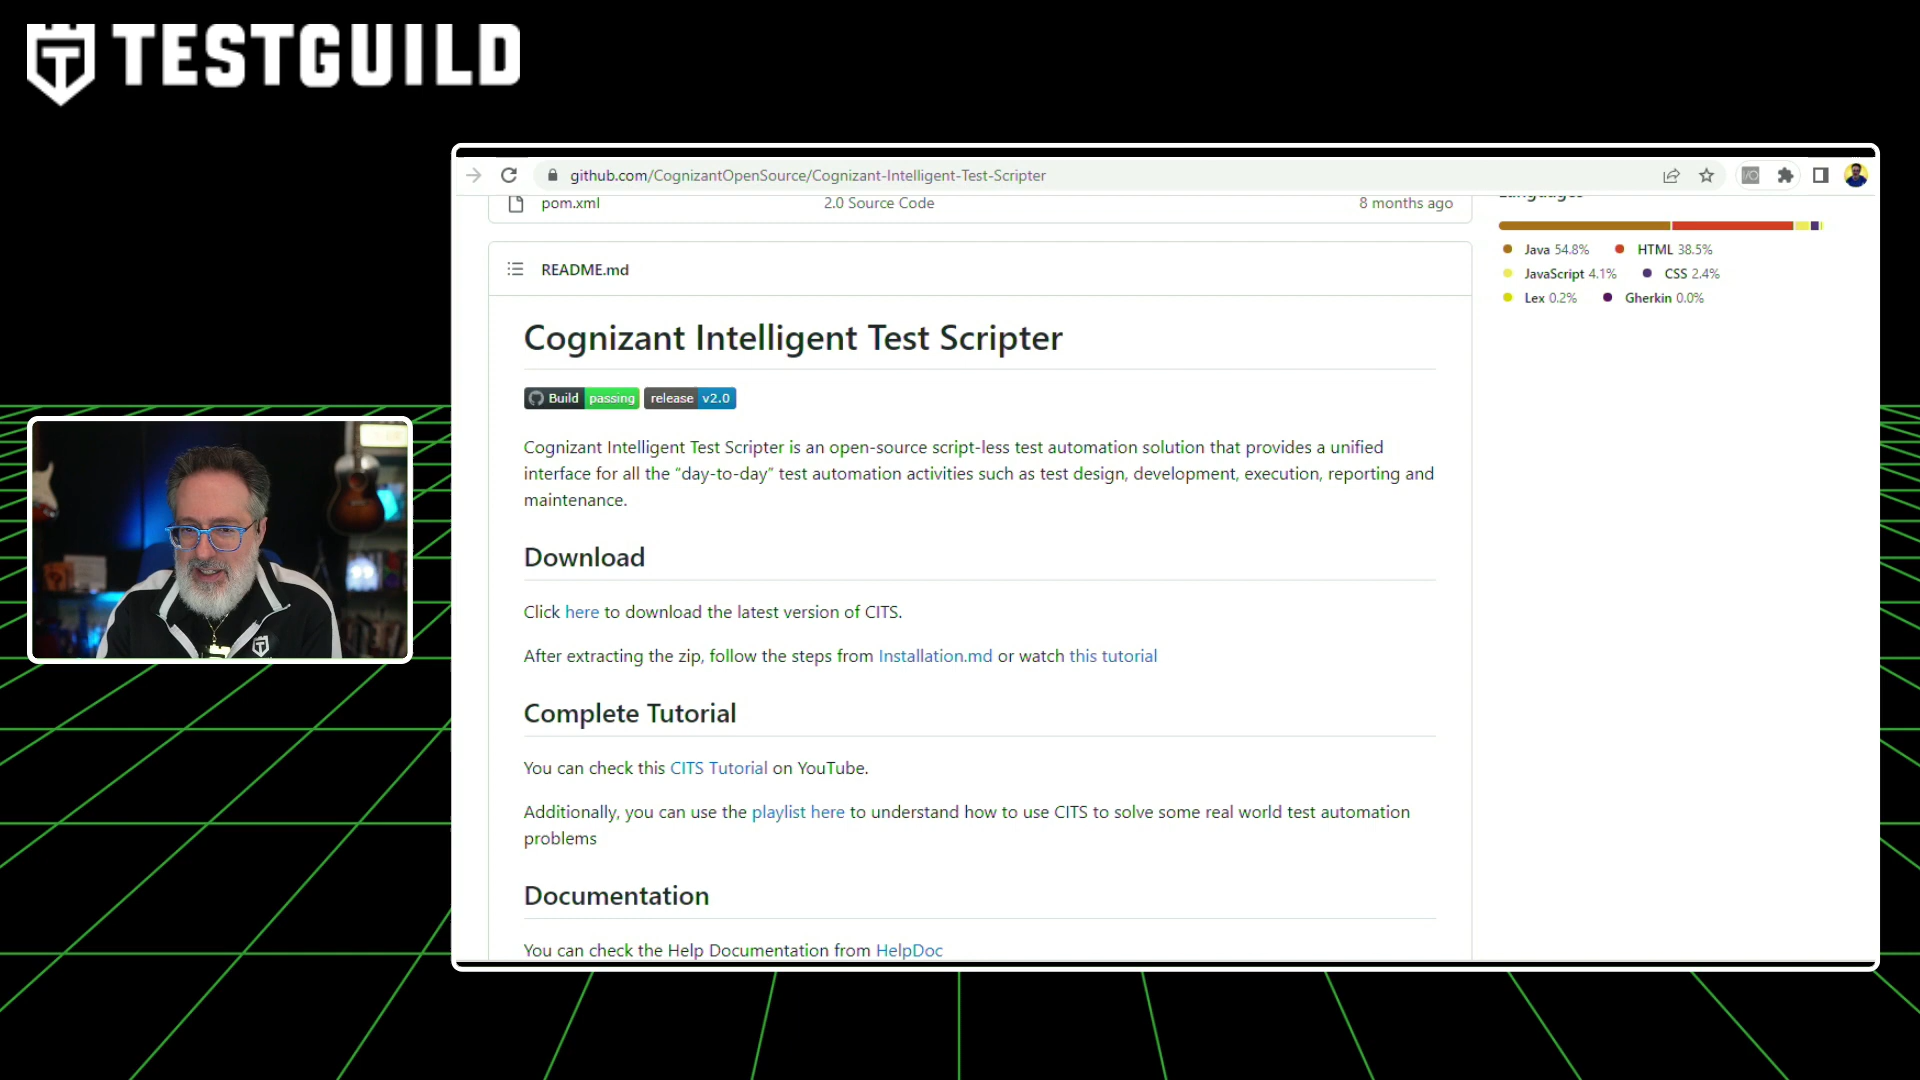 TESTGUILD
github.com/CognizantOpenSource/Cognizant-Intelligent-Test-Scripter
pom.xml 2.0 Source Code 8 months ago
Languages
Java 54.8% HTML 38.5%
JavaScript 4.1% CSS 2.4%
Lex 0.2% Gherkin 0.0%
README.md
Cognizant Intelligent Test Scripter
Build passing release v2.0
Cognizant Intelligent Test Scripter is an open-source script-less test automation solution that provides a unified
interface for all the “day-to-day” test automation activities such as test design, development, execution, reporting and
maintenance.
Download
Click here to download the latest version of CITS.
After extracting the zip, follow the steps from Installation.md or watch this tutorial
Complete Tutorial
You can check this CITS Tutorial on YouTube.
Additionally, you can use the playlist here to understand how to use CITS to solve some real world test automation
problems
Documentation
You can check the Help Documentation from HelpDoc